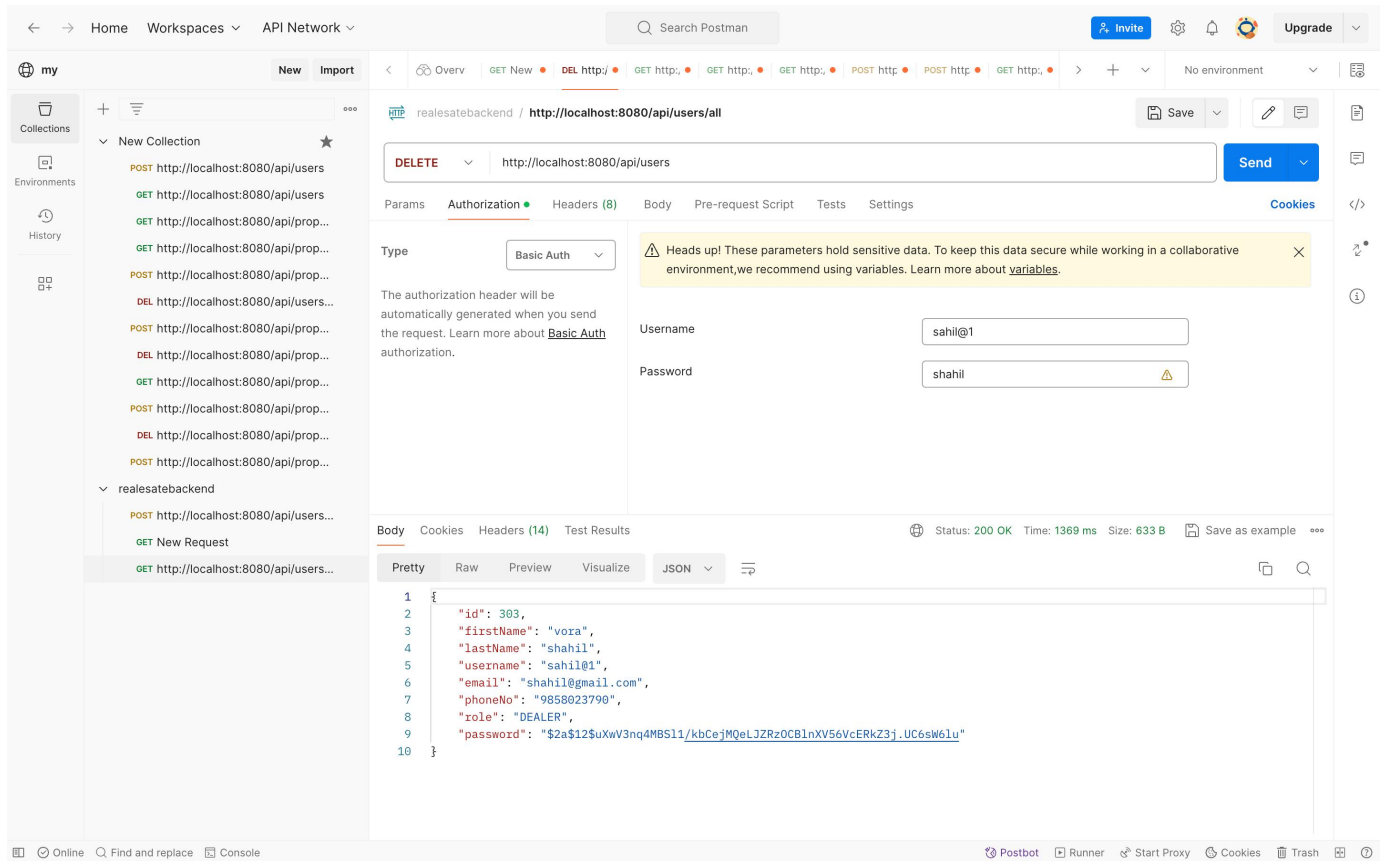 Home Workspaces API Network Search Postman Invite Upgrade
my New Import Overv GET New DEL http:/ GET http:, GET http:, GET http:, POST http POST http GET http:, No environment
Collections
Environments
History
New Collection
POST http://localhost:8080/api/users
GET http://localhost:8080/api/users
GET http://localhost:8080/api/prop...
GET http://localhost:8080/api/prop...
POST http://localhost:8080/api/prop...
DEL http://localhost:8080/api/users...
POST http://localhost:8080/api/prop...
DEL http://localhost:8080/api/prop...
GET http://localhost:8080/api/prop...
POST http://localhost:8080/api/prop...
DEL http://localhost:8080/api/prop...
POST http://localhost:8080/api/prop...
realesatebackend
POST http://localhost:8080/api/users...
GET New Request
GET http://localhost:8080/api/users...
HTTP realesatebackend / http://localhost:8080/api/users/all Save
DELETE http://localhost:8080/api/users Send
Params Authorization Headers (8) Body Pre-request Script Tests Settings Cookies
Type Basic Auth
The authorization header will be
automatically generated when you send
the request. Learn more about Basic Auth
authorization.
Heads up! These parameters hold sensitive data. To keep this data secure while working in a collaborative
environment,we recommend using variables. Learn more about variables.
Username sahil@1
Password shahil
Body Cookies Headers (14) Test Results Status: 200 OK Time: 1369 ms Size: 633 B Save as example
Pretty Raw Preview Visualize JSON
1 {
2 "id": 303,
3 "firstName": "vora",
4 "lastName": "shahil",
5 "username": "sahil@1",
6 "email": "shahil@gmail.com",
7 "phoneNo": "9858023790",
8 "role": "DEALER",
9 "password": "$2a$12$uXwV3nq4MBSl1/kbCejMQeLJZRzOCBlnXV56VcERkZ3j.UC6sW6lu"
10 }
Online Find and replace Console Postbot Runner Start Proxy Cookies Trash